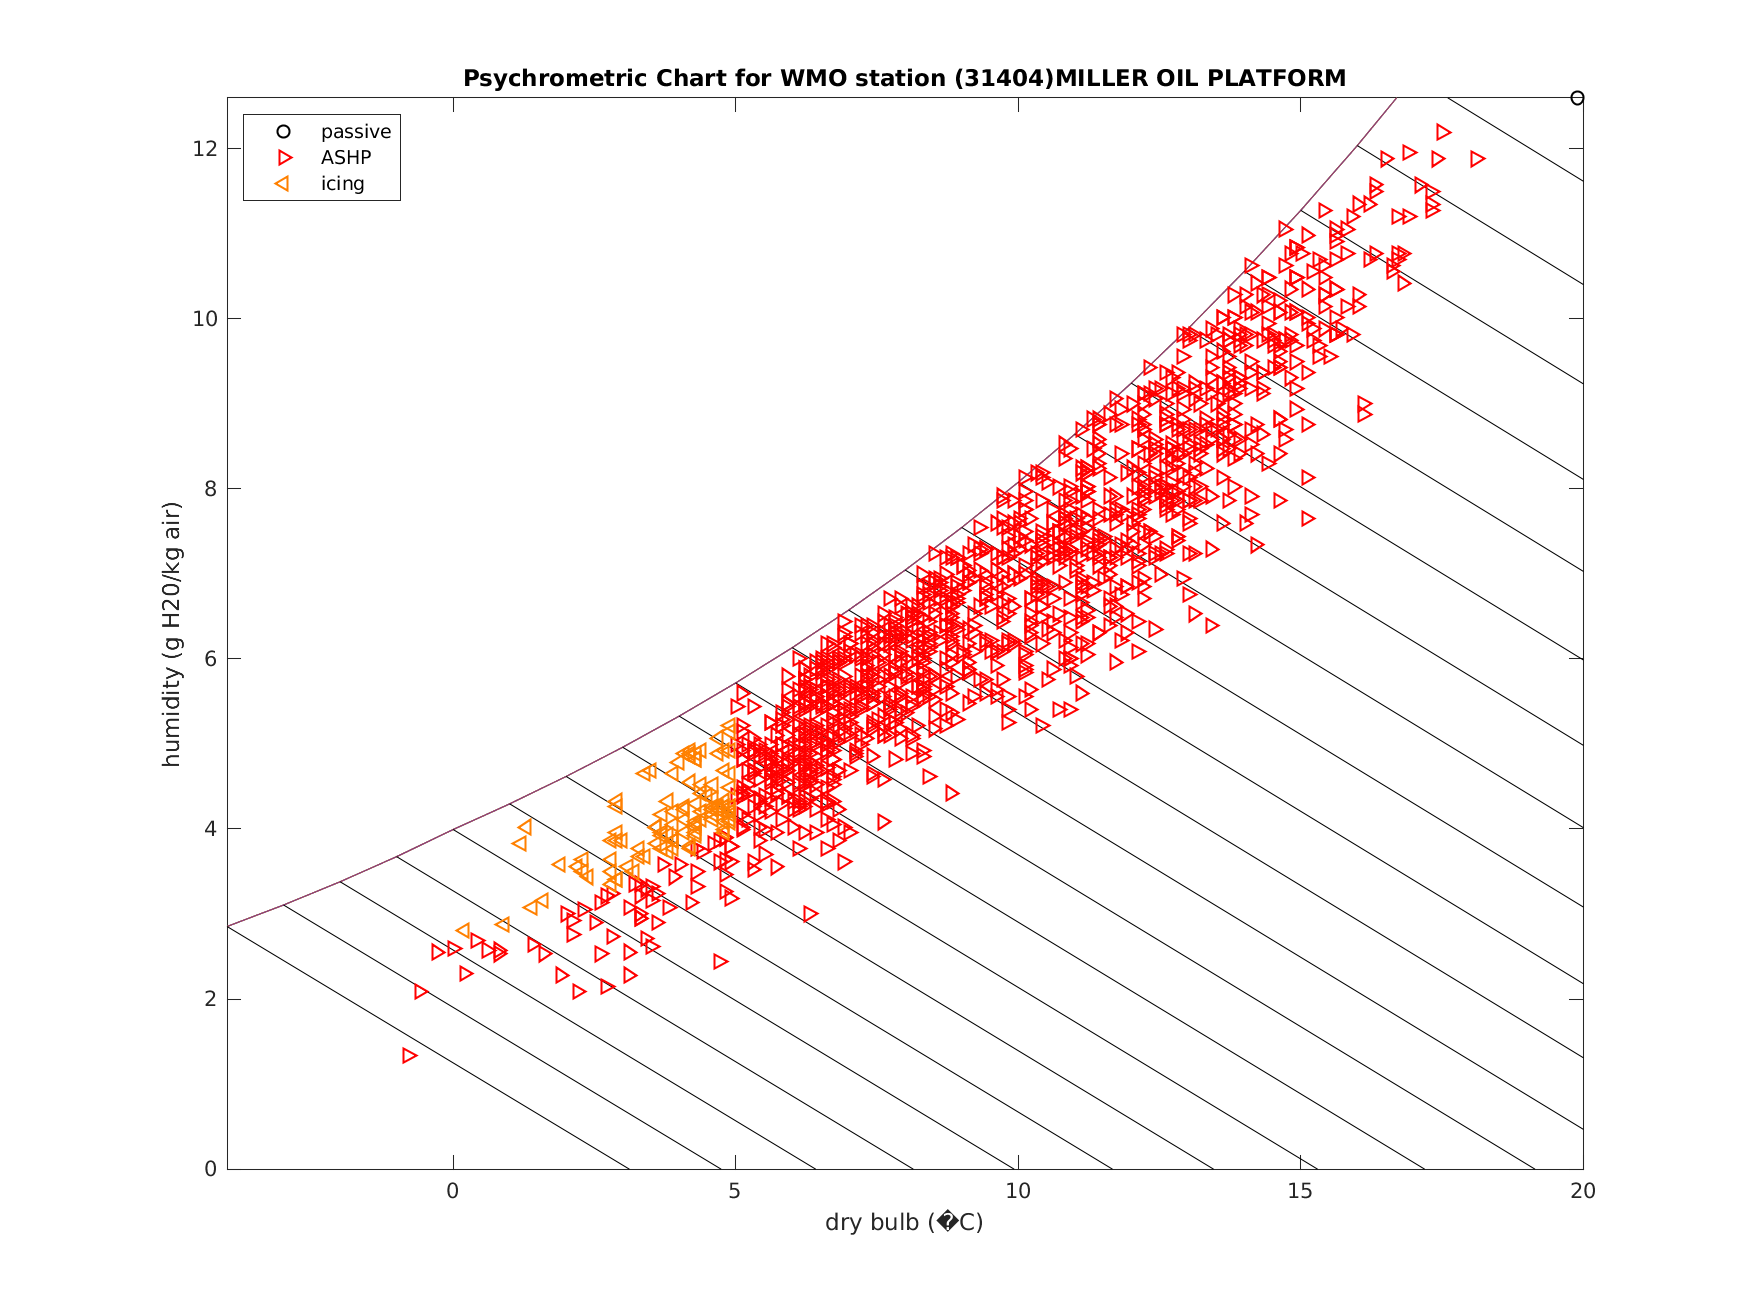 Psychrometric Chart for WMO station (31404)MILLER OIL PLATFORM
passive
ASHP
icing
12
10
8
6
4
2
0
humidity (g H20/kg air)
0 5 10 15 20
dry bulb (�C)